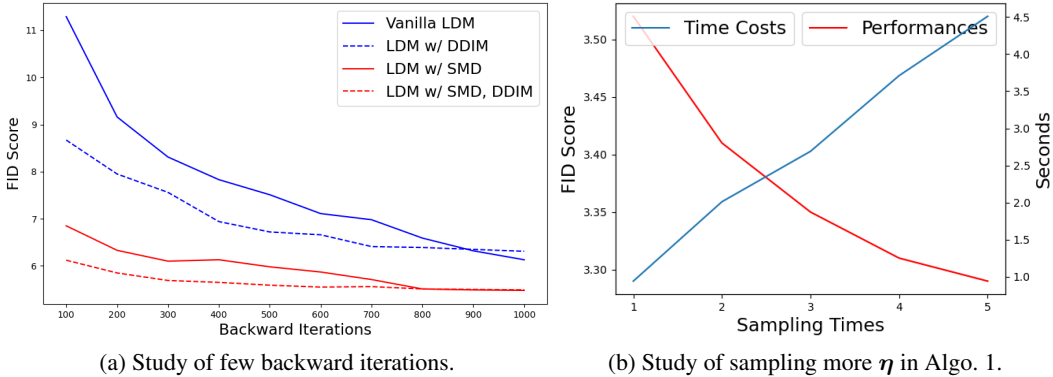 11
10
9
8
7
6
FID Score
Vanilla LDM
LDM w/ DDIM
LDM w/ SMD
LDM w/ SMD, DDIM
100 200 300 400 500 600 700 800 900 1000
Backward Iterations
(a) Study of few backward iterations.
3.50
3.45
3.40
3.35
3.30
FID Score
Time Costs
Performances
4.5
4.0
3.5
3.0
2.5
2.0
1.5
1.0
Seconds
1 2 3 4 5
Sampling Times
(b) Study of sampling more η in Algo. 1.